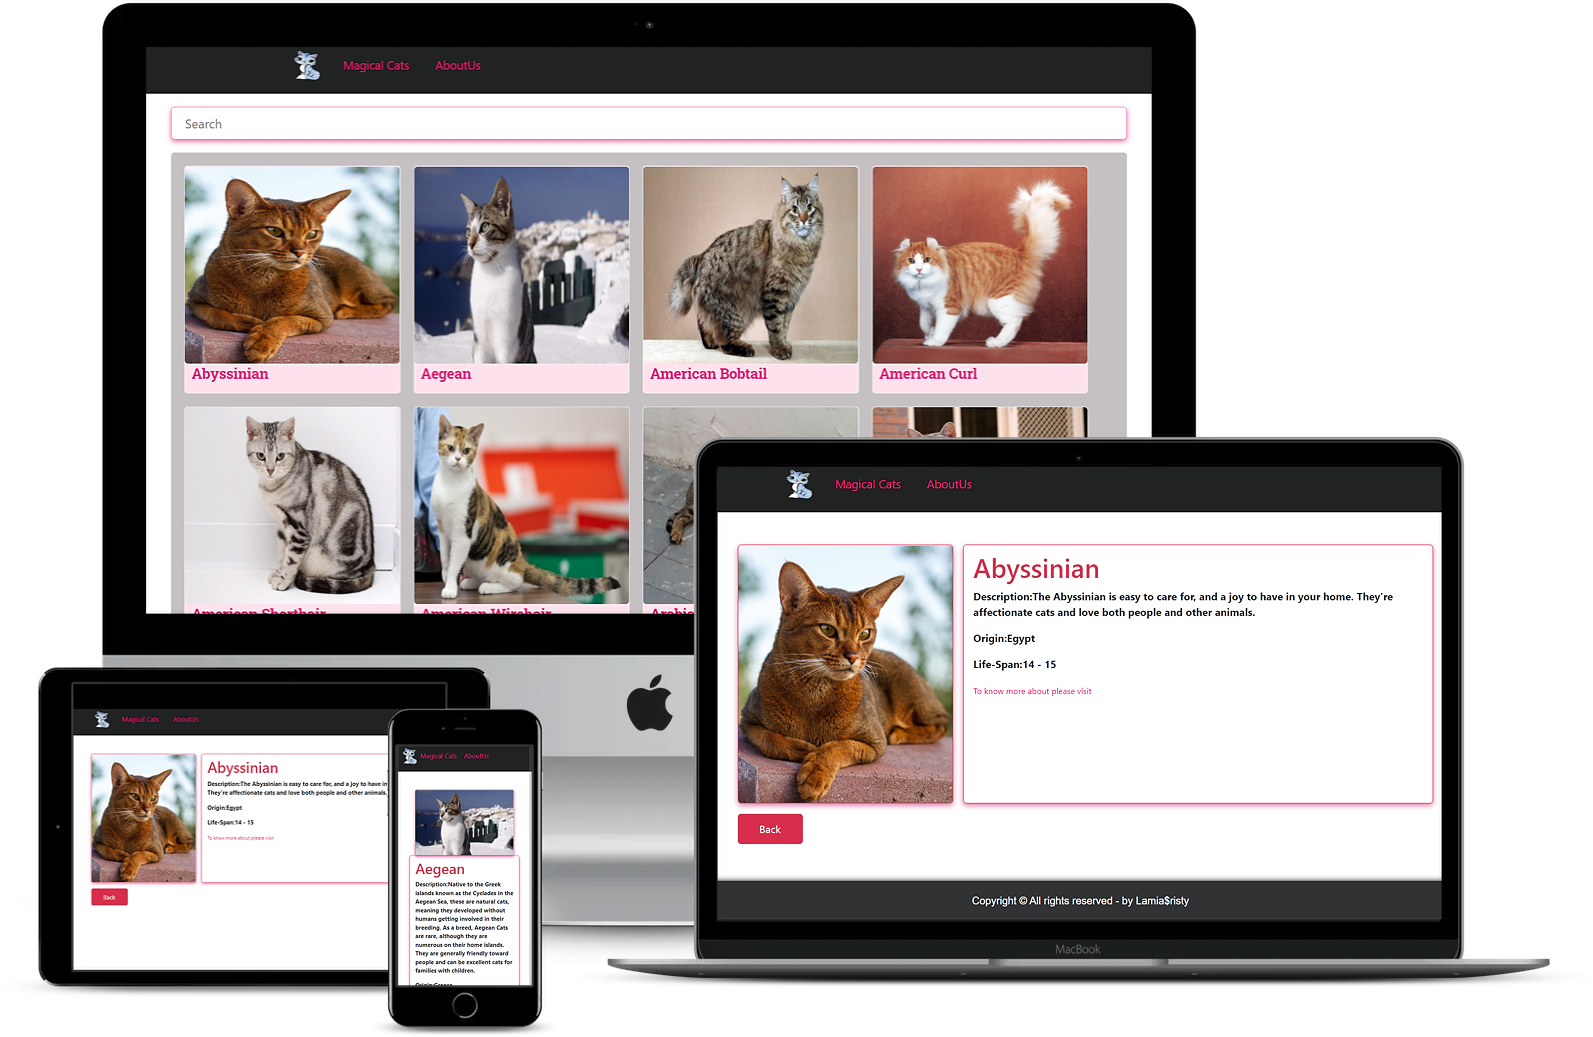 Magical Cats AboutUs
Search
Abyssinian Aegean American Bobtail American Curl
American Shorthair American Wirehair
Magical Cats AboutUs
Abyssinian
Description:The Abyssinian is easy to care for, and a joy to have in your home. They're
affectionate cats and love both people and other animals.
Origin:Egypt
Life-Span:14 - 15
To know more about please visit
Back
Copyright © All rights reserved - by Lamia$risty
MacBook
Magical Cats AboutUs
Abyssinian
Description:The Abyssinian is easy to care for, and a joy to have in
They're affectionate cats and love both people and other animals.
Origin:Egypt
Life-Span:14 - 15
To know more about please visit
Back
Magical Cats AboutUs
Aegean
Description:Native to the Greek
islands known as the Cyclades in the
Aegean Sea, these are natural cats,
meaning they developed without
humans getting involved in their
breeding. As a breed, Aegean Cats
are rare, although they are
numerous on their home islands.
They are generally friendly toward
people and can be excellent cats for
families with children.
Origin:Greece